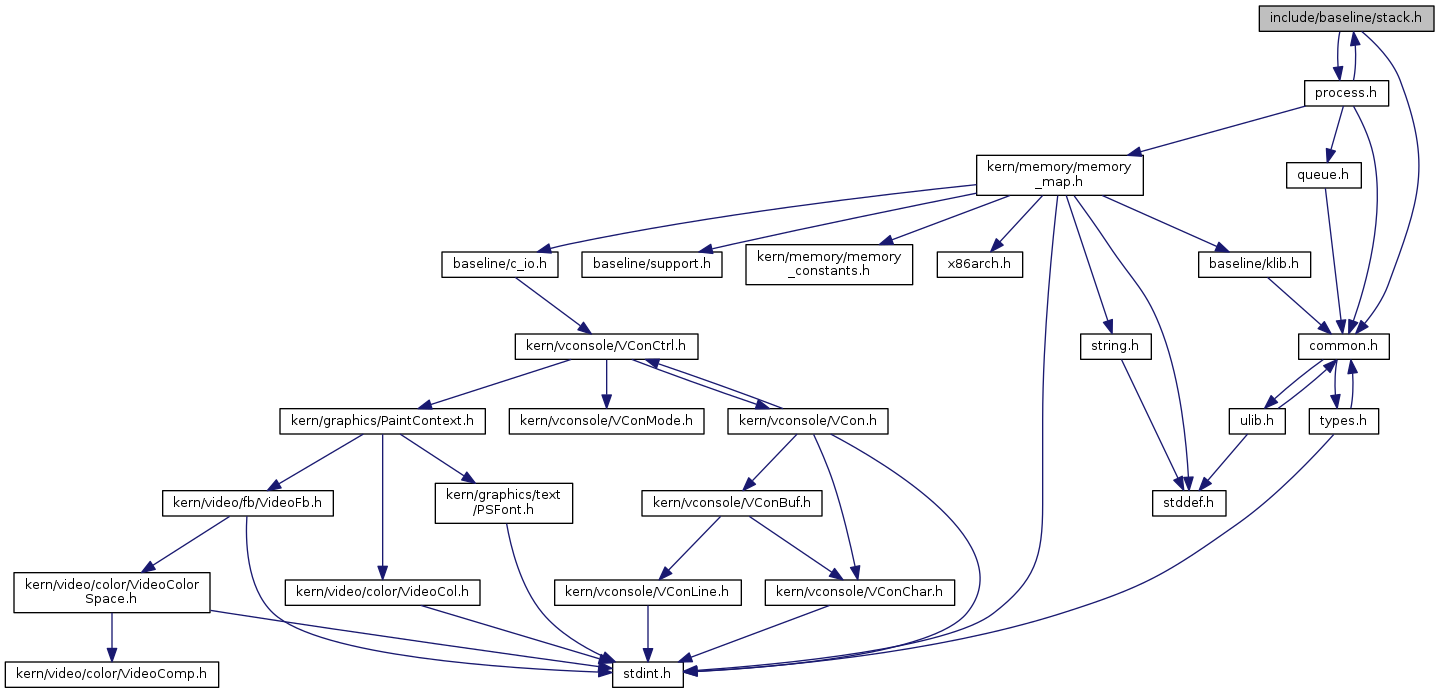 include/baseline/stack.h
process.h
kern/memory/memory
_map.h
queue.h
baseline/c_io.h
baseline/support.h
kern/memory/memory
_constants.h
x86arch.h
baseline/klib.h
kern/vconsole/VConCtrl.h
string.h
common.h
kern/graphics/PaintContext.h
kern/vconsole/VConMode.h
kern/vconsole/VCon.h
ulib.h
types.h
kern/video/fb/VideoFb.h
kern/graphics/text
/PSFont.h
kern/vconsole/VConBuf.h
stddef.h
kern/video/color/VideoColor
Space.h
kern/video/color/VideoCol.h
kern/vconsole/VConLine.h
kern/vconsole/VConChar.h
kern/video/color/VideoComp.h
stdint.h